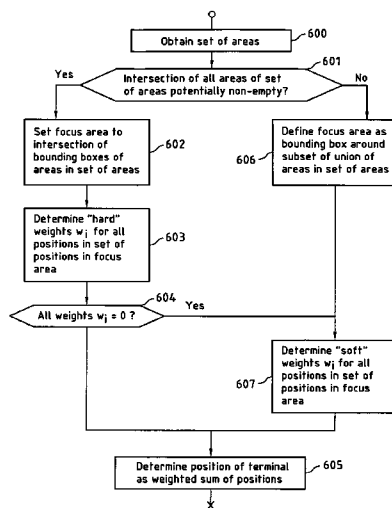 Obtain set of areas
600
601
Yes
Intersection of all areas of set
of areas potentially non-empty?
No
Set focus area to
intersection of
bounding boxes of
areas in set of areas
602
Define focus area as
bounding box around
subset of union of
areas in set of areas
606
Determine "hard"
weights wi for all
positions in set of
positions in focus
area
603
604
All weights wi = 0 ?
Yes
Determine "soft"
weights wi for all
positions in set of
positions in focus
area
607
Determine position of terminal
as weighted sum of positions
605